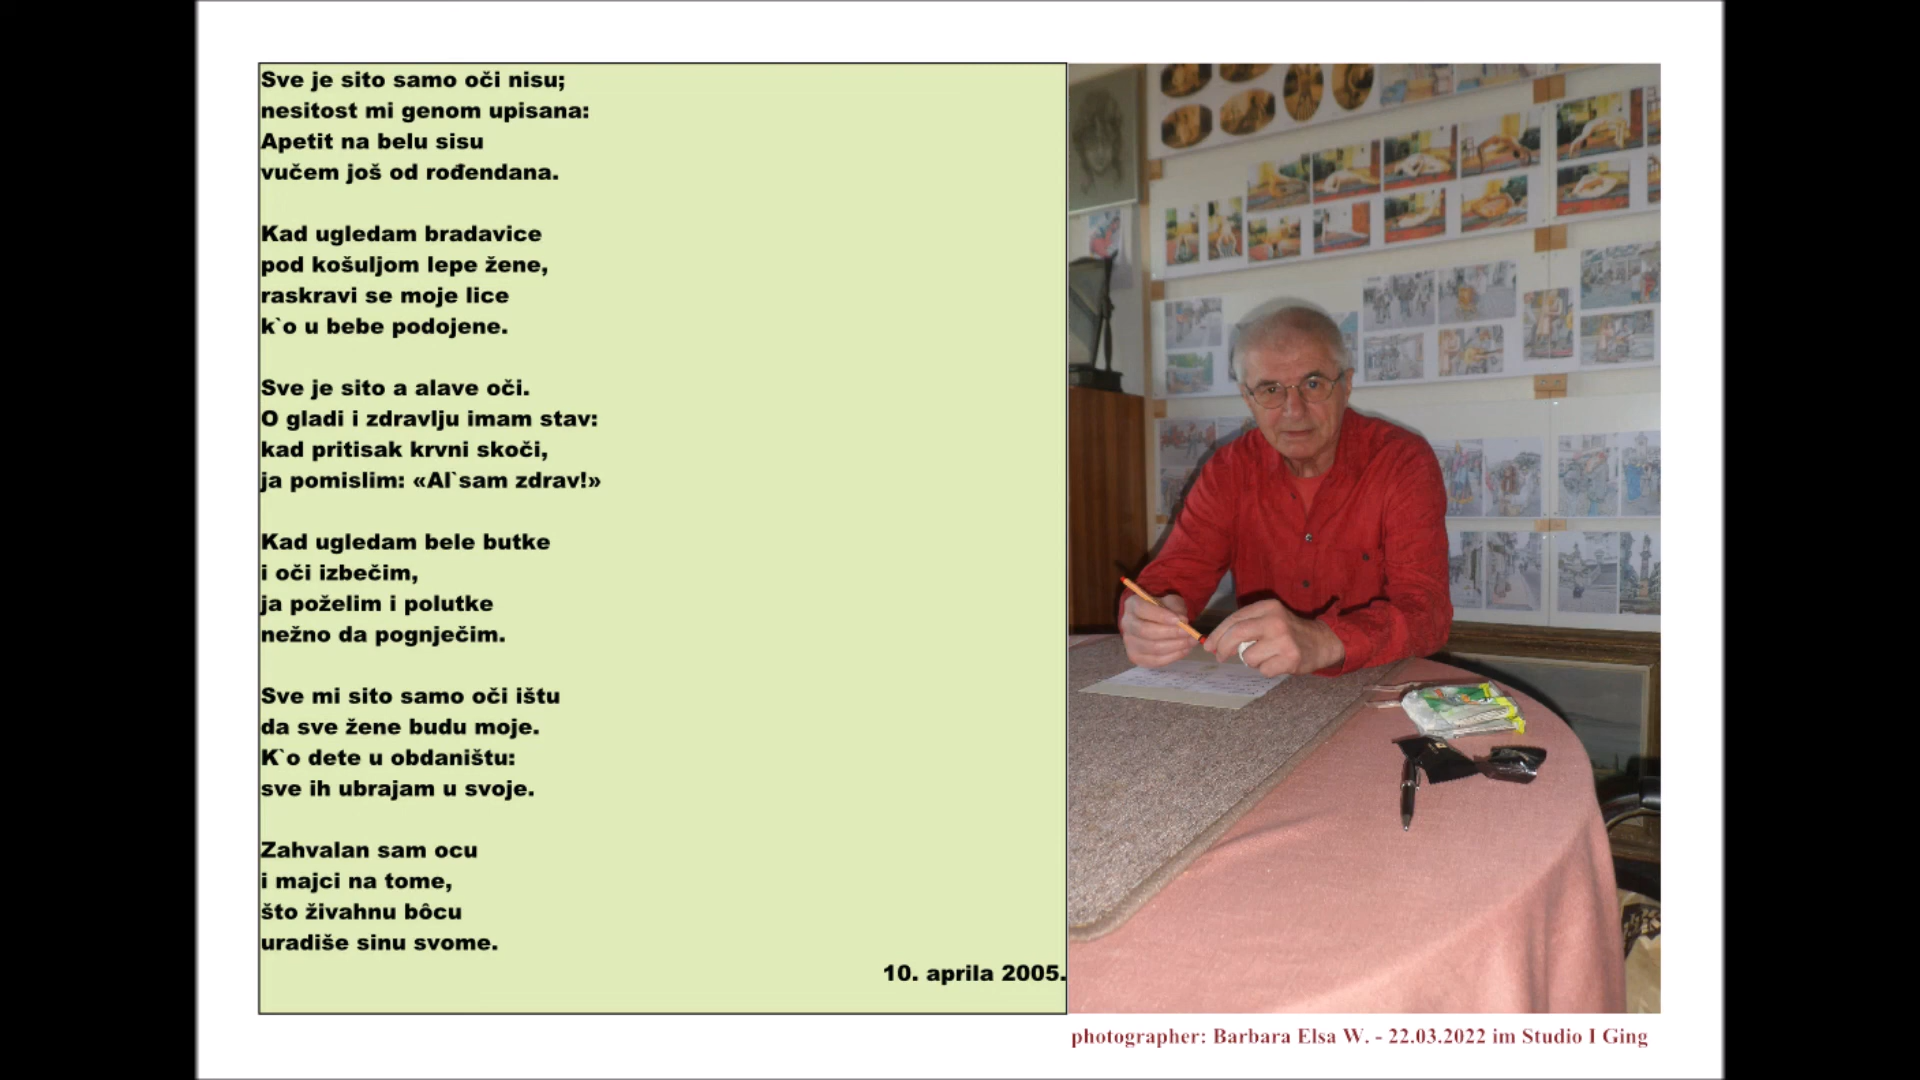 Sve je sito samo oči nisu;
nesitost mi genom upisana:
Apetit na belu sisu
vučem još od rođendana.
Kad ugledam bradavice
pod košuljom lepe žene,
raskravi se moje lice
k`o u bebe podojene.
Sve je sito a alave oči.
O gladi i zdravlju imam stav:
kad pritisak krvni skoči,
ja pomislim: «Al`sam zdrav!»
Kad ugledam bele butke
i oči izbečim,
ja poželim i polutke
nežno da pognječim.
Sve mi sito samo oči ištu
da sve žene budu moje.
K`o dete u obdaništu:
sve ih ubrajam u svoje.
Zahvalan sam ocu
i majci na tome,
što živahnu bôcu
uradiše sinu svome.
10. aprila 2005.
photographer: Barbara Elsa W. - 22.03.2022 im Studio I Ging